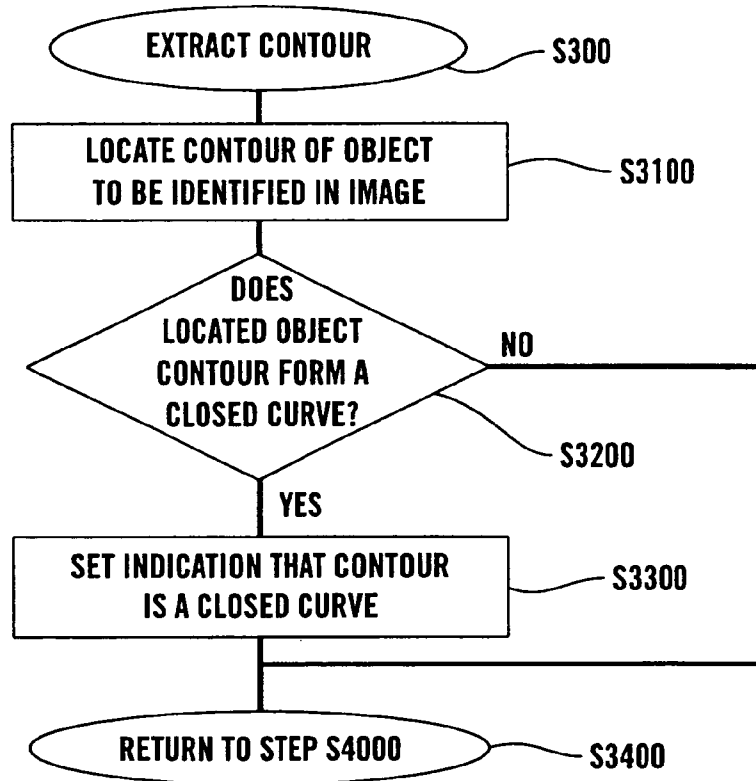 EXTRACT CONTOUR
S300
LOCATE CONTOUR OF OBJECT
TO BE IDENTIFIED IN IMAGE
S3100
DOES
LOCATED OBJECT
CONTOUR FORM A
CLOSED CURVE?
NO
S3200
YES
SET INDICATION THAT CONTOUR
IS A CLOSED CURVE
S3300
RETURN TO STEP S4000
S3400